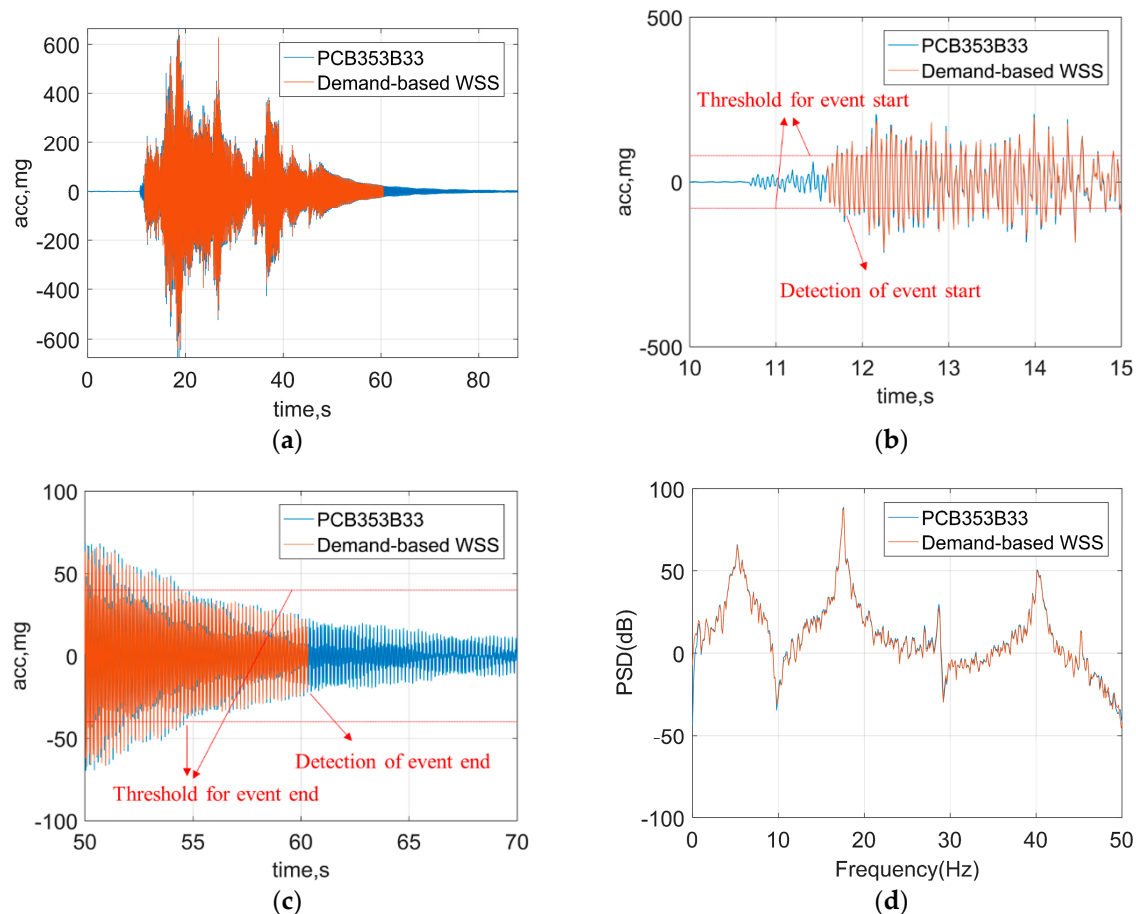 600
400
200
0
-200
-400
-600
acc,mg
0 20 40 60 80
time,s
PCB353B33
Demand-based WSS
(a)
500
0
-500
acc,mg
10 11 12 13 14 15
time,s
PCB353B33
Demand-based WSS
Threshold for event start
Detection of event start
(b)
100
50
0
-50
-100
acc,mg
50 55 60 65 70
time,s
PCB353B33
Demand-based WSS
Detection of event end
Threshold for event end
(c)
100
50
0
-50
-100
PSD(dB)
0 10 20 30 40 50
Frequency(Hz)
PCB353B33
Demand-based WSS
(d)